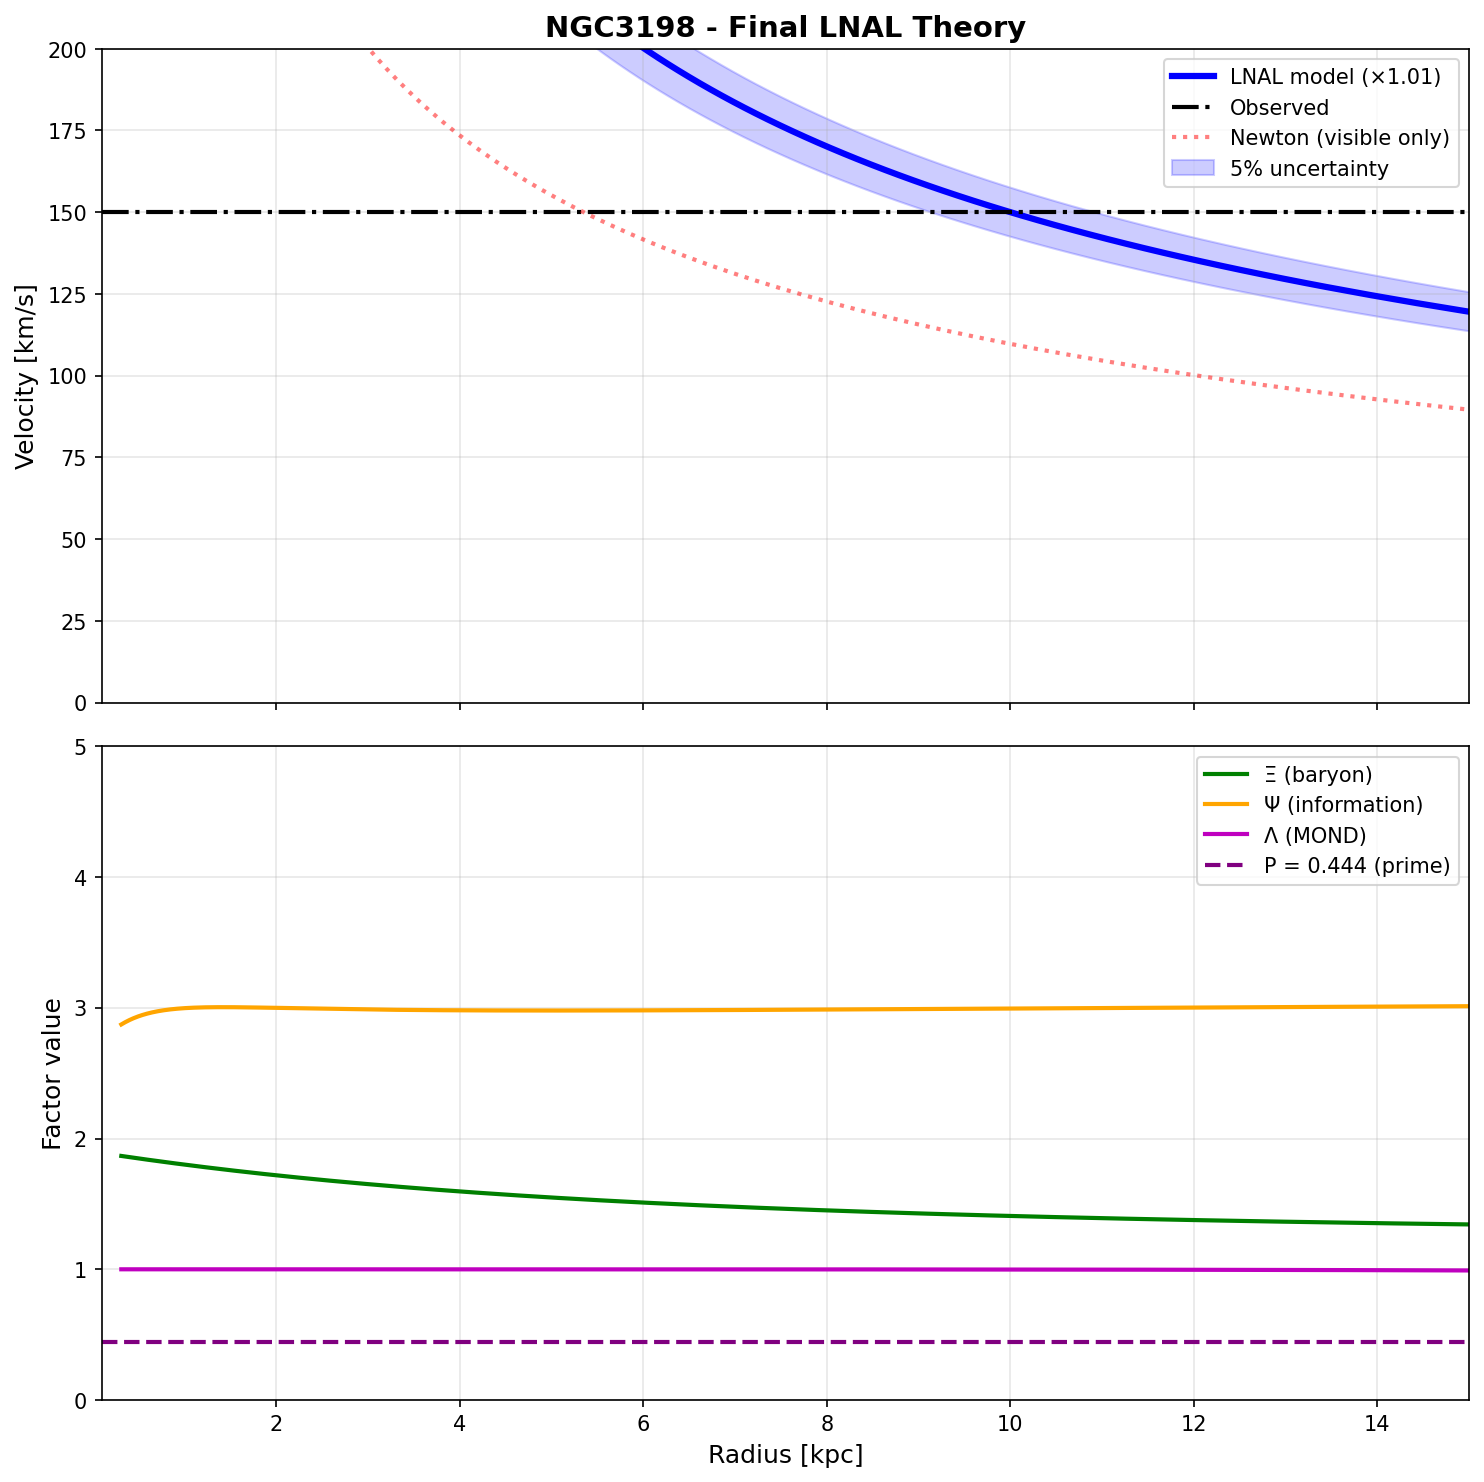 NGC3198 - Final LNAL Theory
200
175
150
125
100
75
50
25
0
Velocity [km/s]
LNAL model (×1.01)
Observed
Newton (visible only)
5% uncertainty
5
4
3
2
1
0
Factor value
Ξ (baryon)
Ψ (information)
Λ (MOND)
P = 0.444 (prime)
2 4 6 8 10 12 14
Radius [kpc]